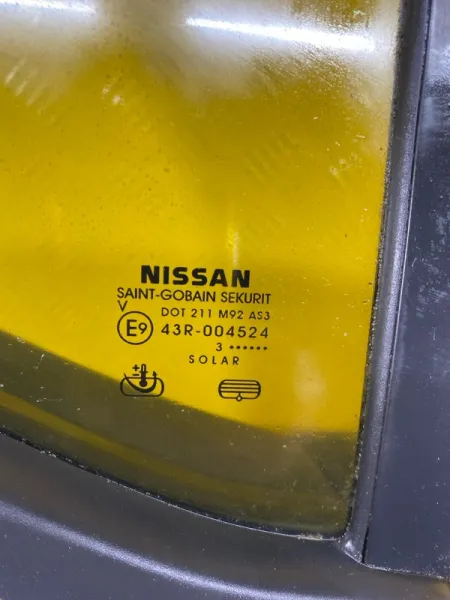 NISSAN
SAINT-GOBAIN SEKURIT
V
DOT 211 M92 AS3
E9 43R-004524
3 ••••••
SOLAR